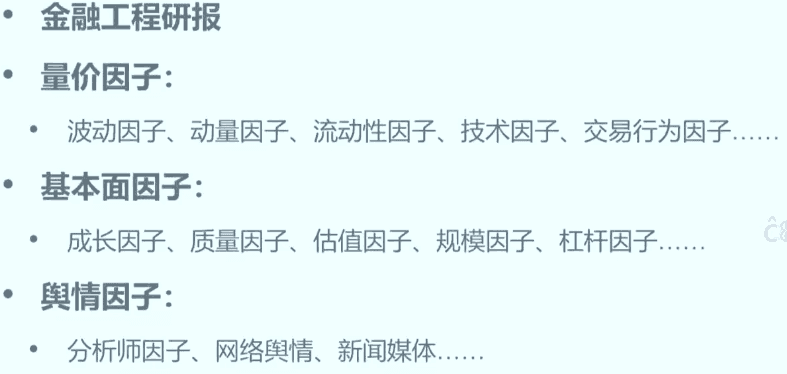 • 金融工程研报
• 量价因子：
• 波动因子、动量因子、流动性因子、技术因子、交易行为因子……
• 基本面因子：
• 成长因子、质量因子、估值因子、规模因子、杠杆因子……
• 舆情因子：
• 分析师因子、网络舆情、新闻媒体……